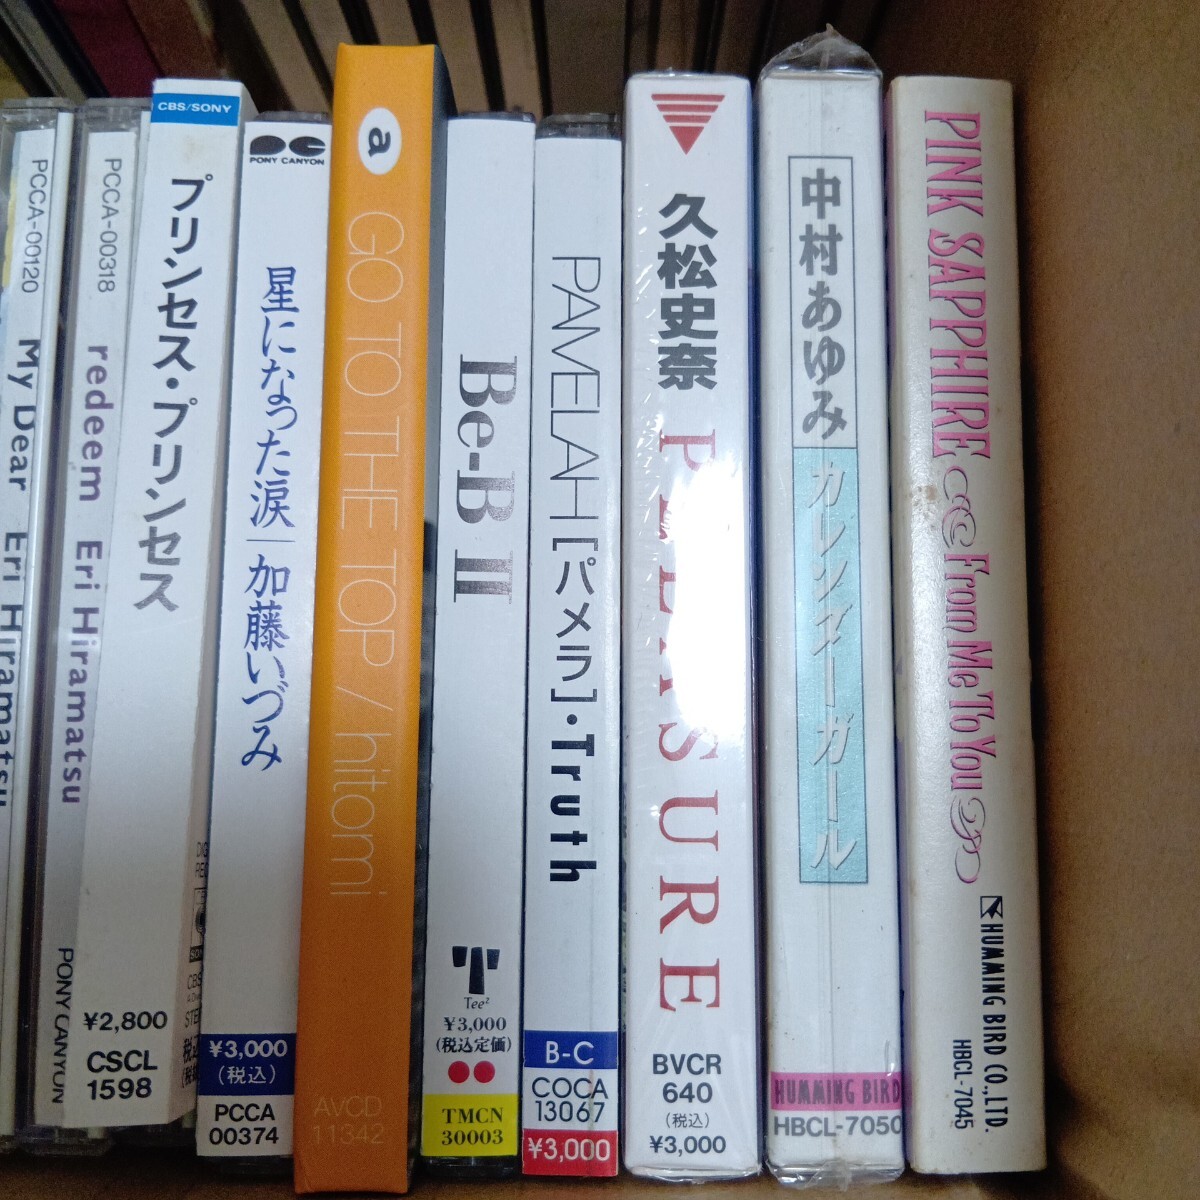 PCCA-00120
My Dear Eri Hiramatsu
PCCA-00318
redeem Eri Hiramatsu
PONY CANYON
CBS/SONY
プリンセス・プリンセス
¥2,800
CSCL
1598
PONY CANYON
星になった涙|加藤いづみ
¥3,000
(税込)
PCCA
00374
a
GO TO THE TOP/hitomi
AVCD
11342
Be-B II
Tee²
¥3,000
(税込定価)
TMCN
30003
PAMELAH[パメラ]・Truth
B-C
COCA
13067
¥3,000
久松史奈 PLEASURE
BVCR
640
(税込)
¥3,000
中村あゆみ
カレンダーガール
HUMMING BIRD
HBCL-7050
PINK SAPPHIRE From Me To You
HUMMING BIRD CO.,LTD.
HBCL-7045